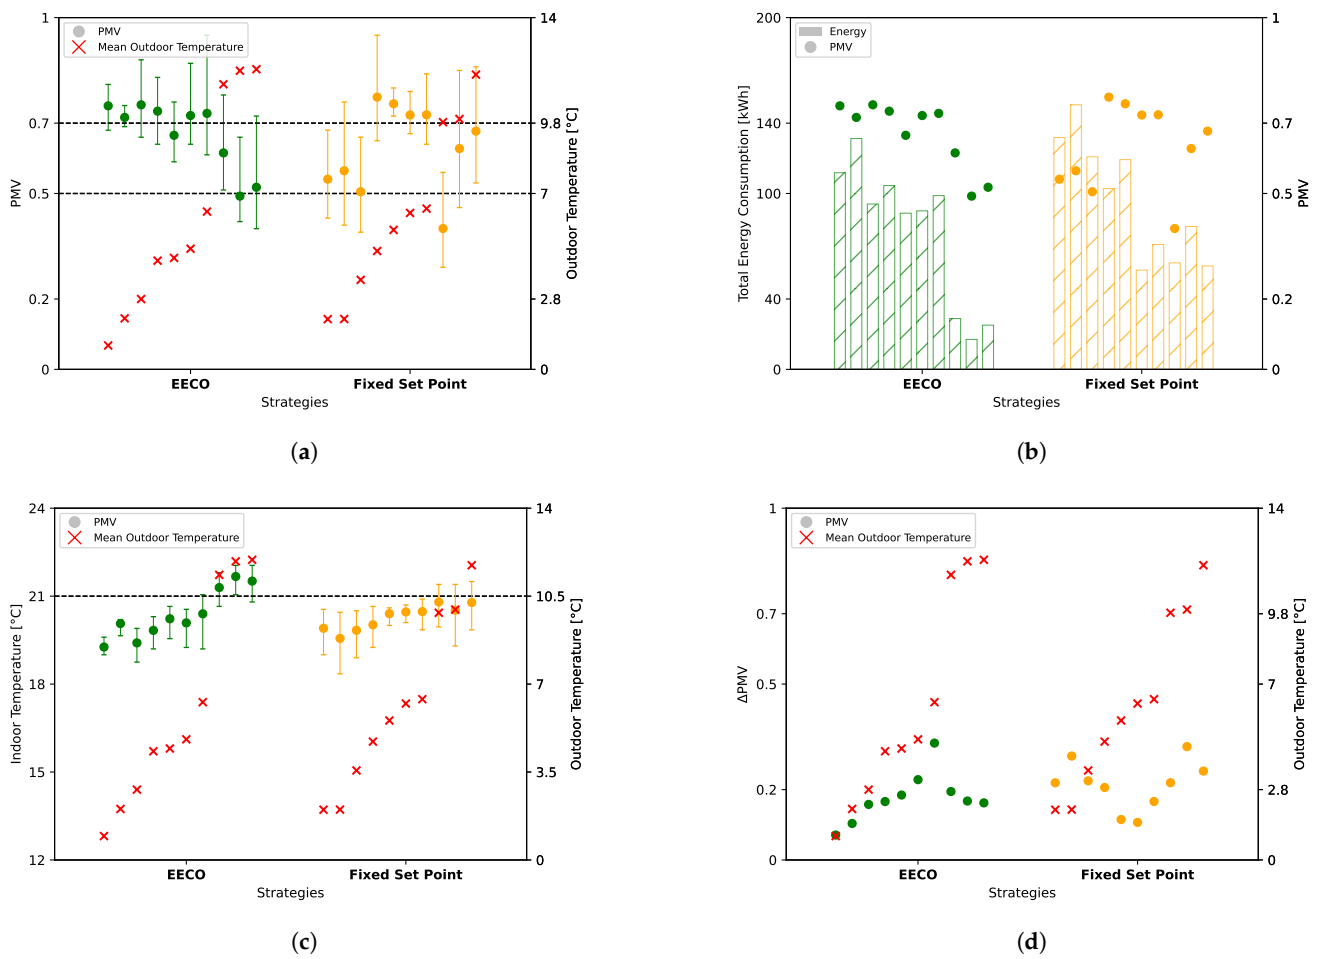 PMV
Mean Outdoor Temperature
1
0.7
0.5
0.2
0
PMV
14
9.8
7
2.8
0
Outdoor Temperature [°C]
EECO
Fixed Set Point
Strategies
(a)
Energy
PMV
200
140
100
40
0
Total Energy Consumption [kWh]
1
0.7
0.5
0.2
0
PMV
EECO
Fixed Set Point
Strategies
(b)
PMV
Mean Outdoor Temperature
24
21
18
15
12
Indoor Temperature [°C]
14
10.5
7
3.5
0
Outdoor Temperature [°C]
EECO
Fixed Set Point
Strategies
(c)
PMV
Mean Outdoor Temperature
1
0.7
0.5
0.2
0
ΔPMV
14
9.8
7
2.8
0
Outdoor Temperature [°C]
EECO
Fixed Set Point
Strategies
(d)